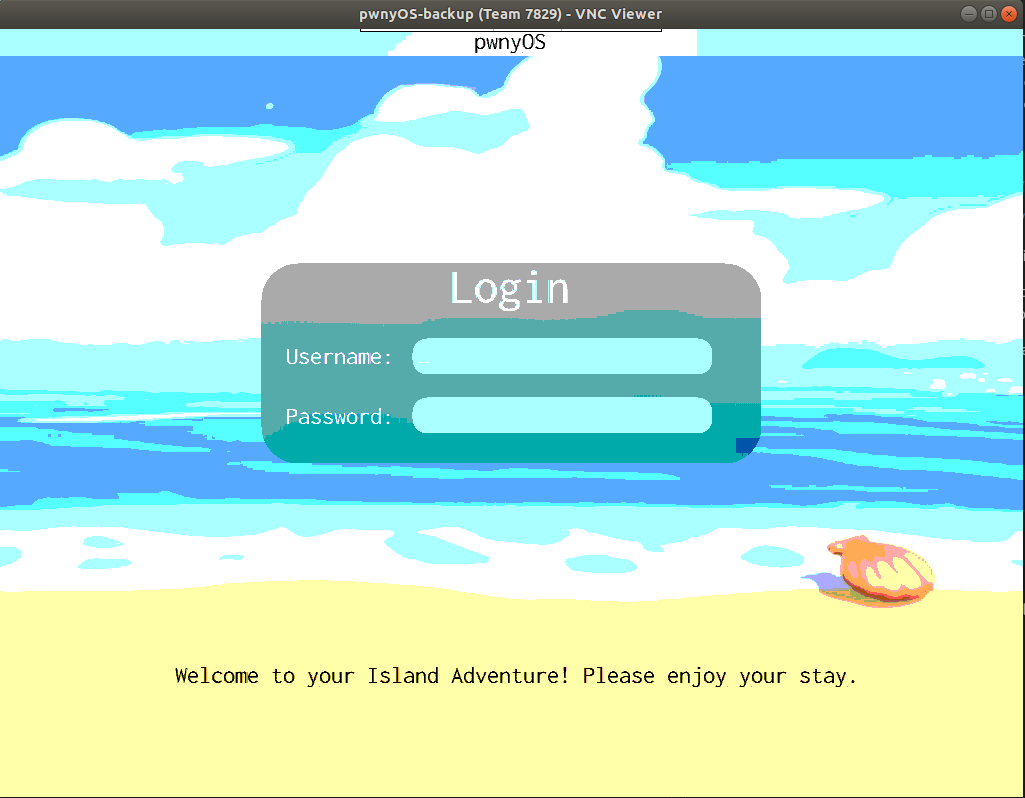 pwnyOS-backup (Team 7829) - VNC Viewer
pwnyOS
Login
Username: _
Password:
Welcome to your Island Adventure! Please enjoy your stay.